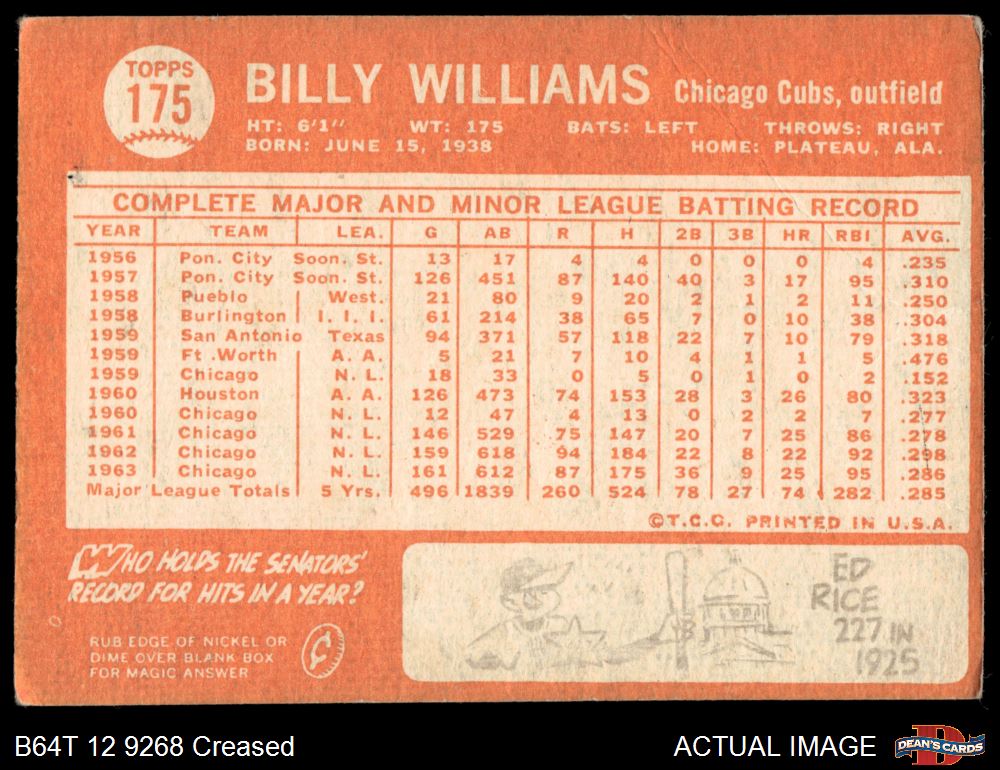 TOPPS
175
BILLY WILLIAMS Chicago Cubs, outfield
HT: 6'1" WT: 175 BATS: LEFT THROWS: RIGHT
BORN: JUNE 15, 1938 HOME: PLATEAU, ALA.
COMPLETE MAJOR AND MINOR LEAGUE BATTING RECORD
YEAR TEAM LEA. G AB R H 2B 3B HR RBI AVG.
1956 Pon. City Soon. St. 13 17 4 4 0 0 0 4 .235
1957 Pon. City Soon. St. 126 451 87 140 40 3 17 95 .310
1958 Pueblo West. 21 80 9 20 2 1 2 11 .250
1958 Burlington I. I. I. 61 214 38 65 7 0 10 38 .304
1959 San Antonio Texas 94 371 57 118 22 7 10 79 .318
1959 Ft .Worth A. A. 5 21 7 10 4 1 1 5 .476
1959 Chicago N. L. 18 33 0 5 0 1 0 2 .152
1960 Houston A. A. 126 473 74 153 28 3 26 80 .323
1960 Chicago N. L. 12 47 4 13 0 2 2 7 .277
1961 Chicago N. L. 146 529 75 147 20 7 25 86 .278
1962 Chicago N. L. 159 618 94 184 22 8 22 92 .298
1963 Chicago N. L. 161 612 87 175 36 9 25 95 .286
Major League Totals 5 Yrs. 496 1839 260 524 78 27 74 282 .285
©T.C.G. PRINTED IN U.S.A.
WHO HOLDS THE SENATORS'
RECORD FOR HITS IN A YEAR?
RUB EDGE OF NICKEL OR
DIME OVER BLANK BOX
FOR MAGIC ANSWER
ED
RICE
227 IN
1925
B64T 12 9268 Creased
ACTUAL IMAGE
DEAN'S CARDS